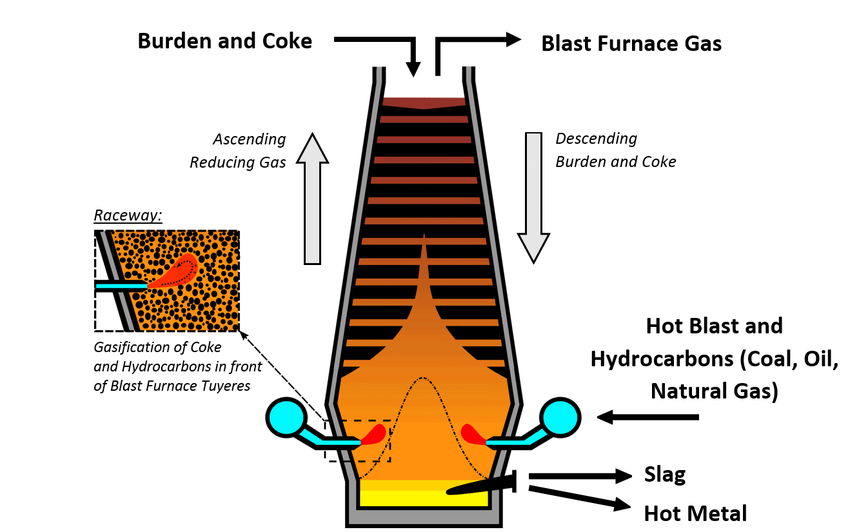 Burden and Coke
Blast Furnace Gas
Ascending
Reducing Gas
Descending
Burden and Coke
Raceway:
Gasification of Coke
and Hydrocarbons in front
of Blast Furnace Tuyeres
Hot Blast and
Hydrocarbons (Coal, Oil,
Natural Gas)
Slag
Hot Metal